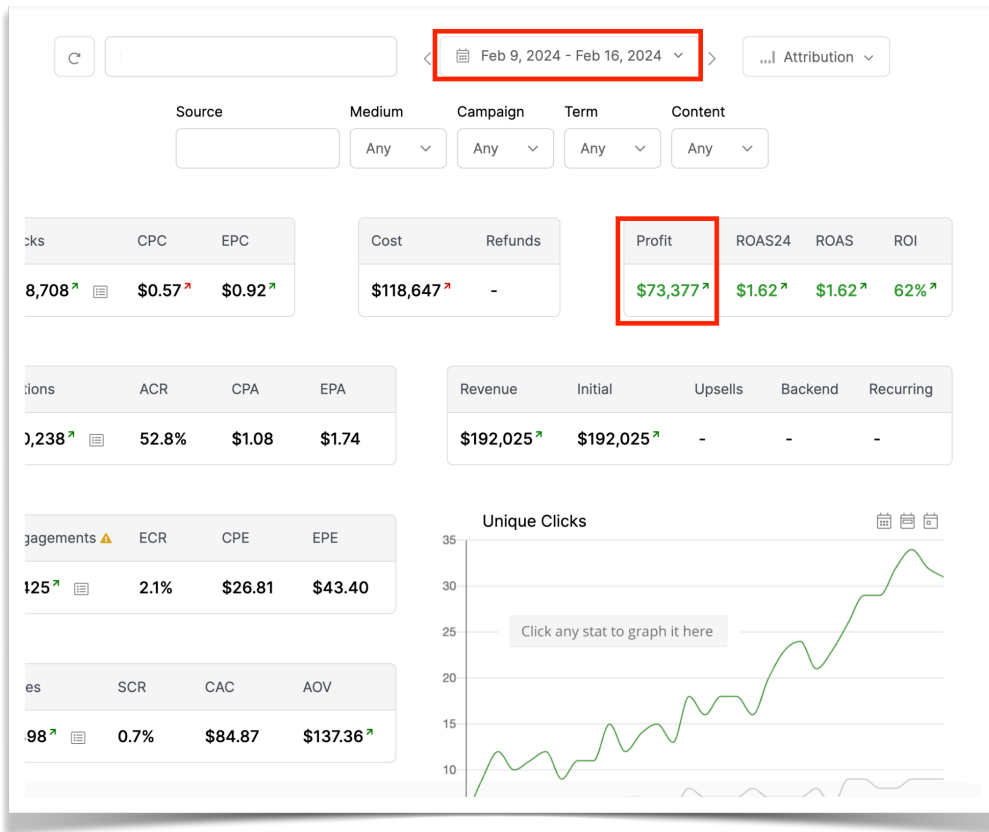 Feb 9, 2024 - Feb 16, 2024
Attribution
Source Medium Campaign Term Content
Any Any Any Any
cks CPC EPC
8,708 $0.57 $0.92
Cost Refunds
$118,647 -
Profit ROAS24 ROAS ROI
$73,377 $1.62 $1.62 62%
tions ACR CPA EPA
0,238 52.8% $1.08 $1.74
Revenue Initial Upsells Backend Recurring
$192,025 $192,025 - - -
gagements ECR CPE EPE
425 2.1% $26.81 $43.40
es SCR CAC AOV
98 0.7% $84.87 $137.36
Unique Clicks
35
30
25
20
15
10
Click any stat to graph it here